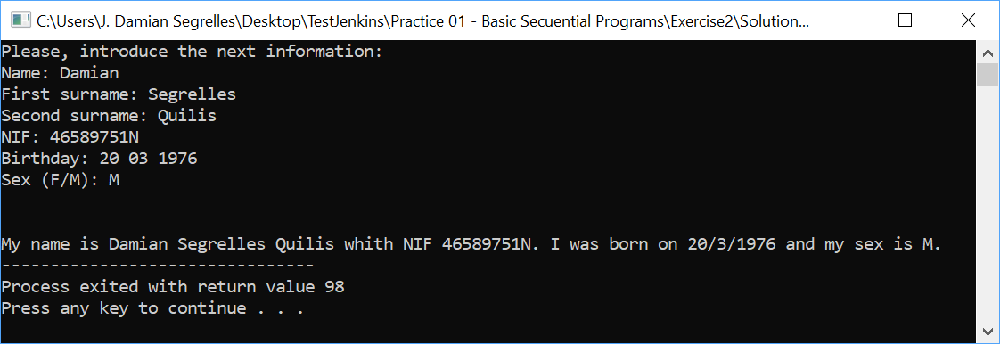 C:\Users\J. Damian Segrelles\Desktop\TestJenkins\Practice 01 - Basic Secuential Programs\Exercise2\Solution...
Please, introduce the next information:
Name: Damian
First surname: Segrelles
Second surname: Quilis
NIF: 46589751N
Birthday: 20 03 1976
Sex (F/M): M
My name is Damian Segrelles Quilis whith NIF 46589751N. I was born on 20/3/1976 and my sex is M.
--------------------------------
Process exited with return value 98
Press any key to continue . . .